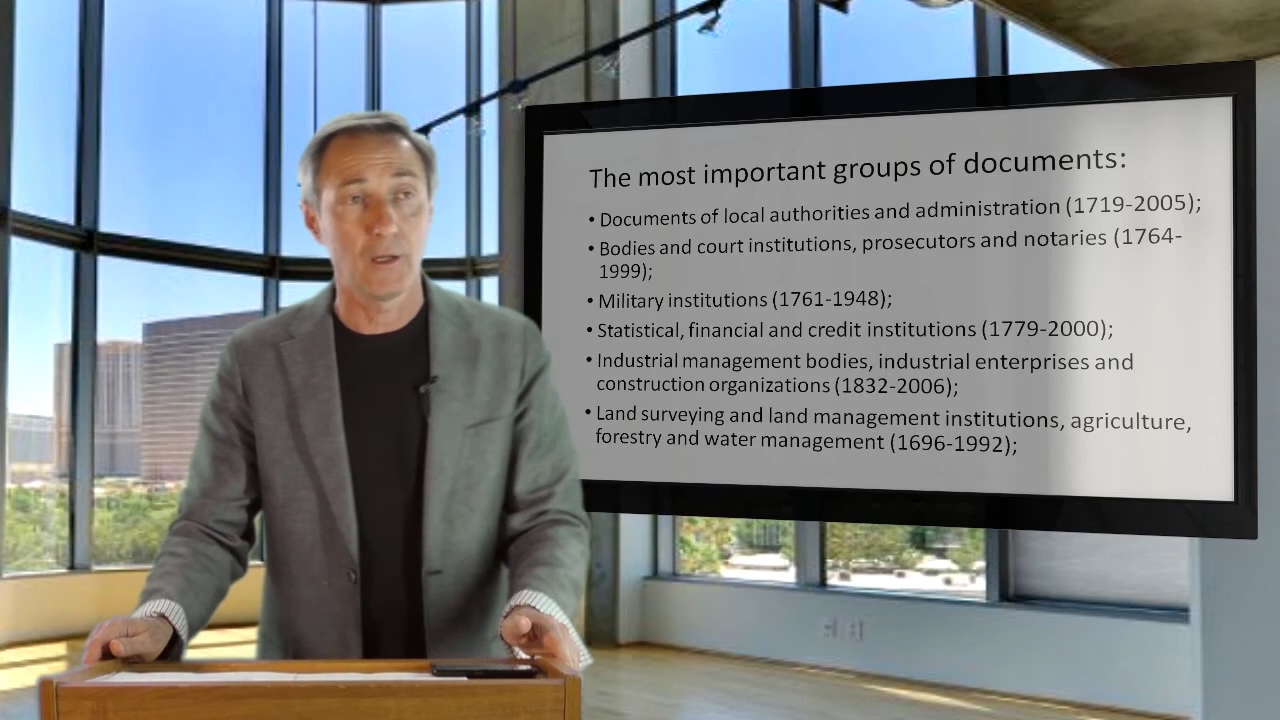 The most important groups of documents:
• Documents of local authorities and administration (1719-2005);
• Bodies and court institutions, prosecutors and notaries (1764-
1999);
• Military institutions (1761-1948);
• Statistical, financial and credit institutions (1779-2000);
• Industrial management bodies, industrial enterprises and
construction organizations (1832-2006);
• Land surveying and land management institutions, agriculture,
forestry and water management (1696-1992);